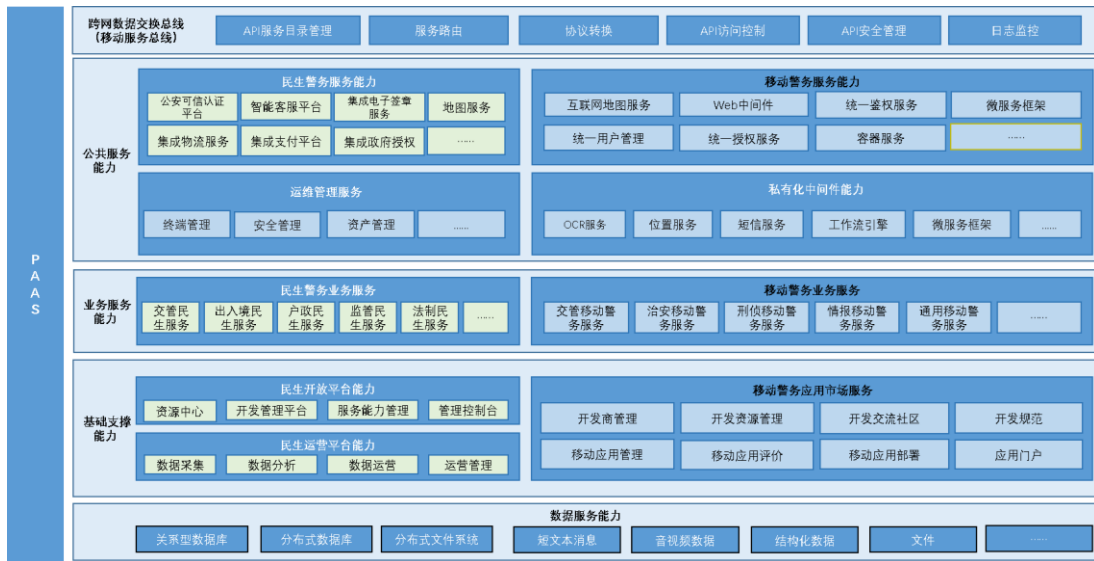 PAAS
跨网数据交换总线
（移动服务总线）
API服务目录管理
服务路由
协议转换
API访问控制
API安全管理
日志监控
公共服务
能力
民生警务服务能力
公安可信认证
平台
智能客服平台
集成电子签章
服务
地图服务
集成物流服务
集成支付平台
集成政府授权
……
移动警务服务能力
互联网地图服务
Web中间件
统一鉴权服务
微服务框架
统一用户管理
统一授权服务
容器服务
……
运维管理服务
终端管理
安全管理
资产管理
……
私有化中间件能力
OCR服务
位置服务
短信服务
工作流引擎
微服务框架
……
业务服务
能力
民生警务业务服务
交管民
生服务
出入境民
生服务
户政民
生服务
监管民
生服务
法制民
生服务
……
移动警务业务服务
交管移动警
务服务
治安移动警
务服务
刑侦移动警
务服务
情报移动警
务服务
通用移动警
务服务
……
基础支撑
能力
民生开放平台能力
资源中心
开发管理平台
服务能力管理
管理控制台
民生运营平台能力
数据采集
数据分析
数据运营
运营管理
移动警务应用市场服务
开发商管理
开发资源管理
开发交流社区
开发规范
移动应用管理
移动应用评价
移动应用部署
应用门户
数据服务能力
关系型数据库
分布式数据库
分布式文件系统
短文本消息
音视频数据
结构化数据
文件
……